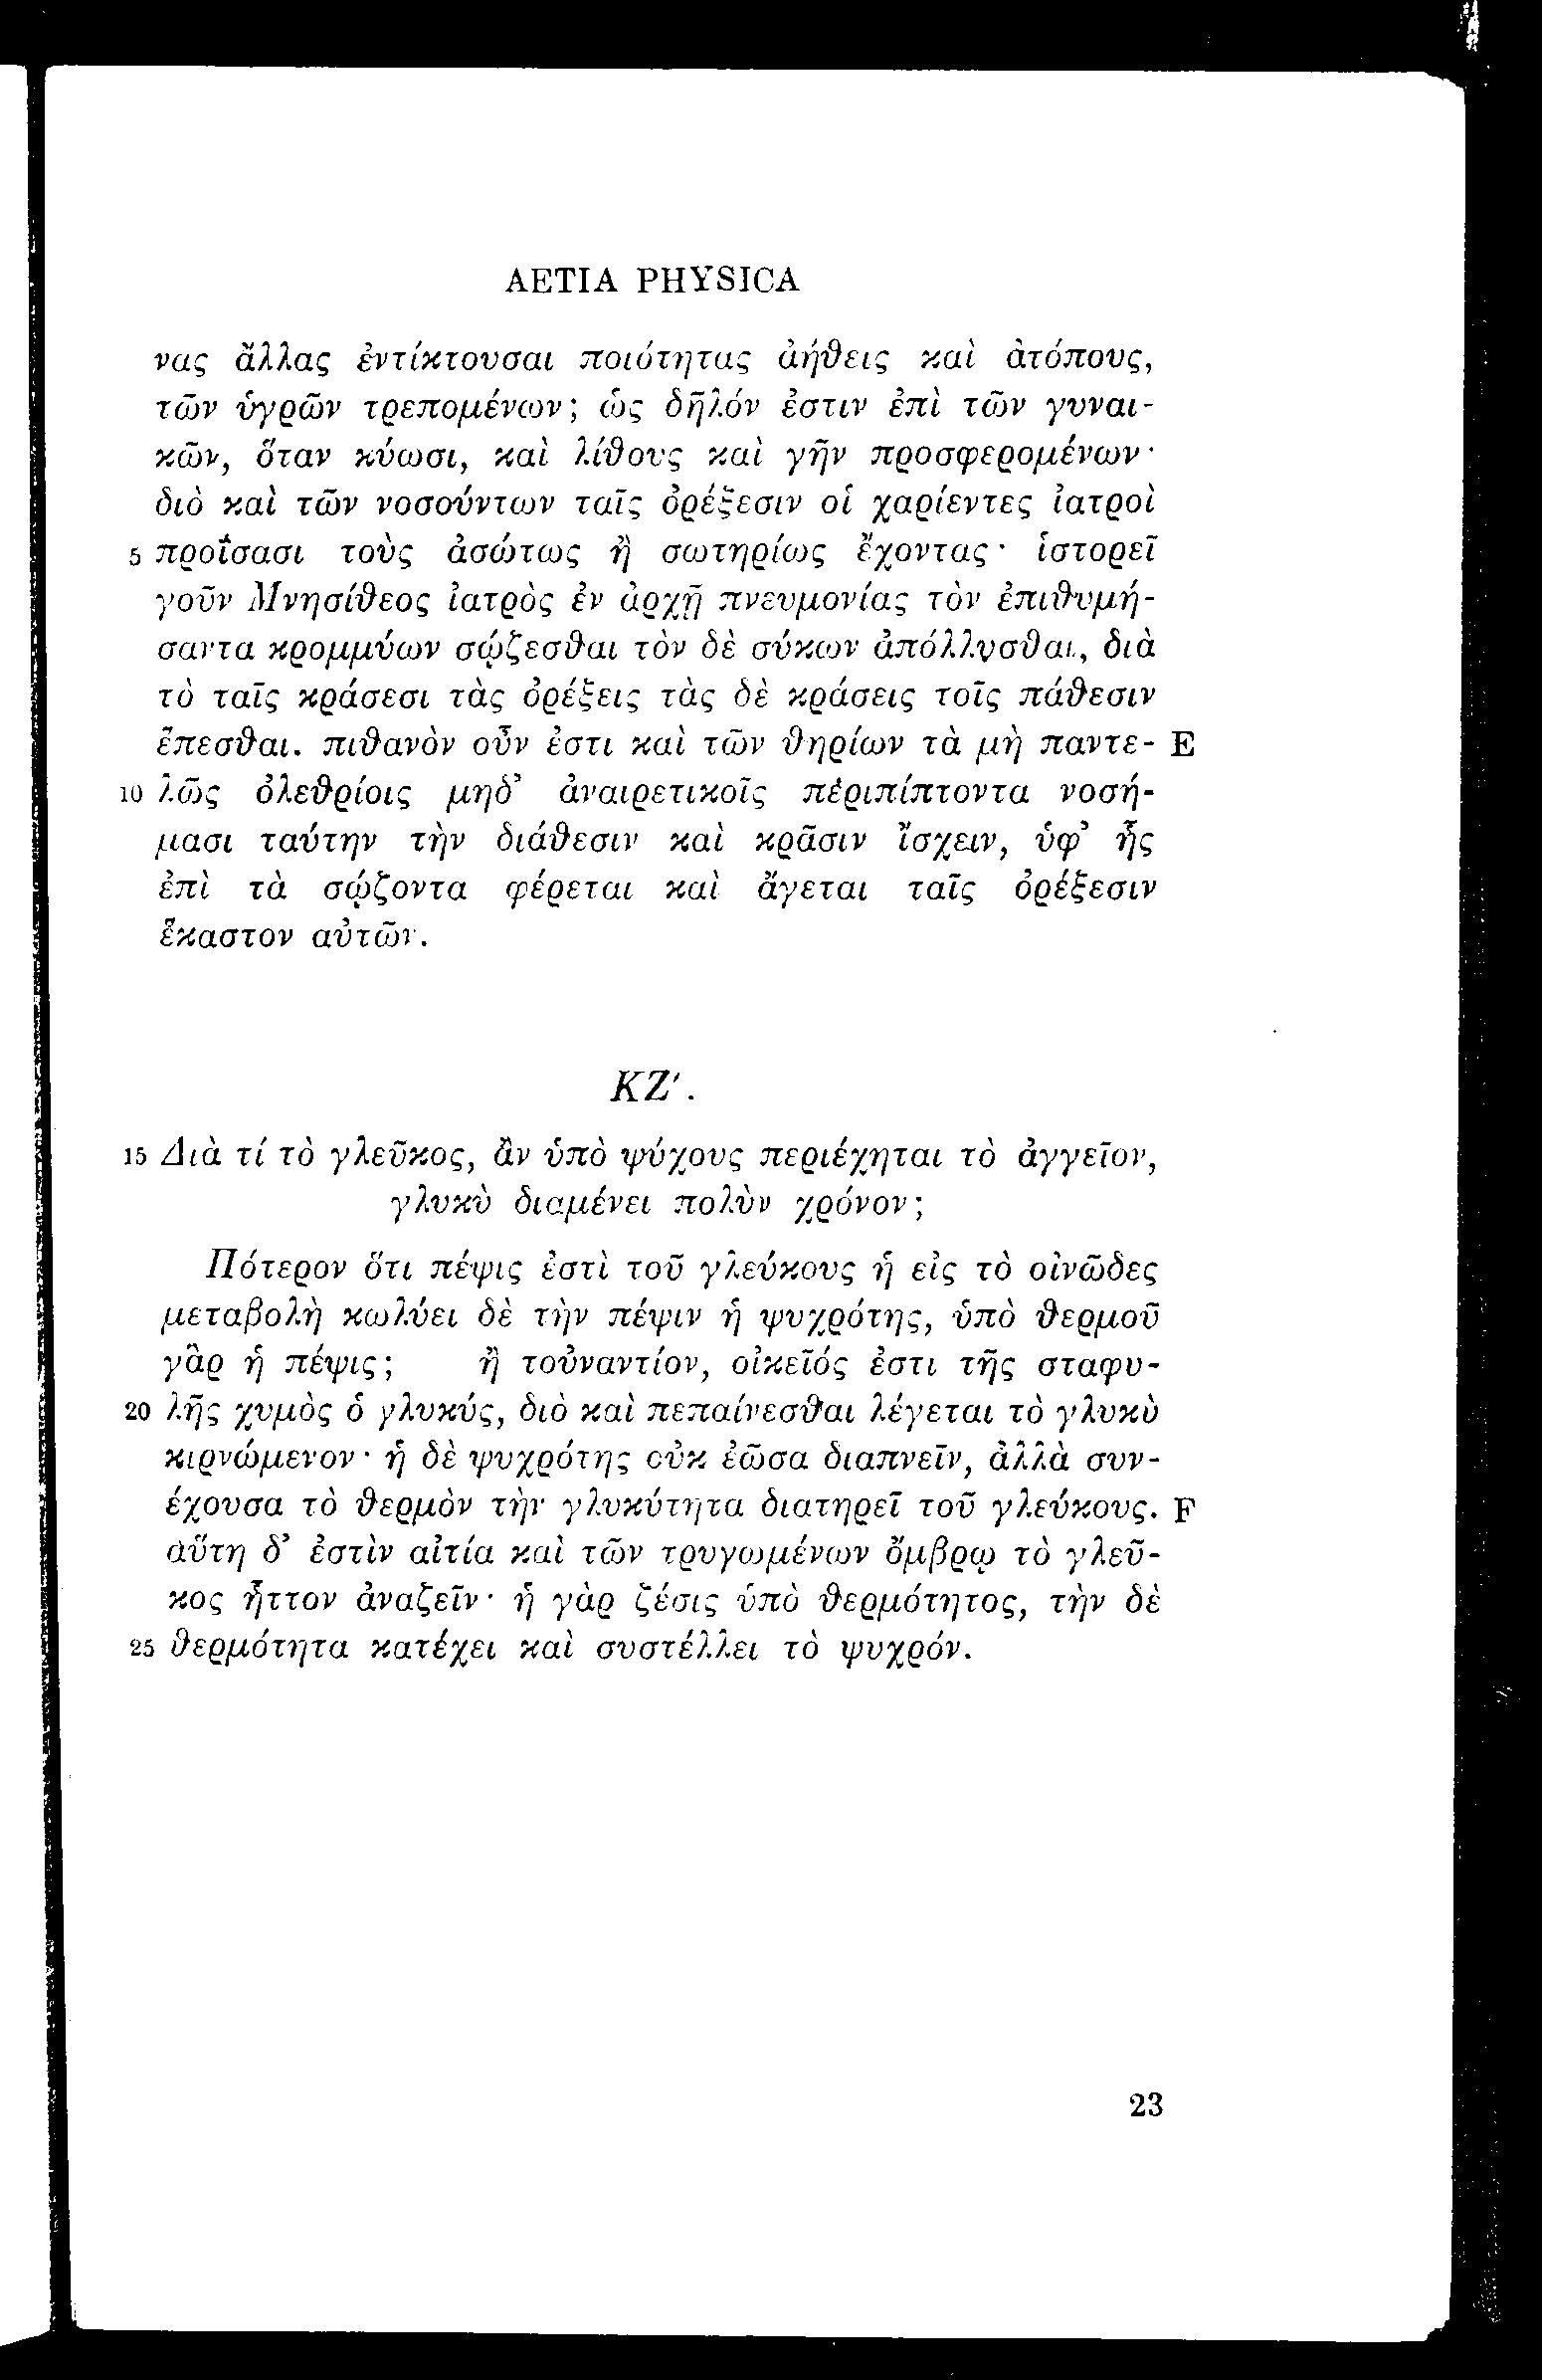 AETIA PHYSICA
νας ἄλλας ἐντίκτουσαι ποιότητας ἀήθεις καὶ ἀτόπους,
τῶν ὑγρῶν τρεπομένων; ὡς δῆλόν ἐστιν ἐπὶ τῶν γυναι-
κῶν, ὅταν κύωσι, καὶ λίθους καὶ γῆν προσφερομένων·
διὸ καὶ τῶν νοσούντων ταῖς ὀρέξεσιν οἱ χαρίεντες ἰατροὶ
5 προΐσασι τοὺς ἀσώτως ἢ σωτηρίως ἔχοντας· ἱστορεῖ
γοῦν Μνησίθεος ἰατρὸς ἐν ἀρχῇ πνευμονίας τὸν ἐπιθυμή-
σαντα κρομμύων σῴζεσθαι τὸν δὲ σύκων ἀπόλλυσθαι, διὰ
τὸ ταῖς κράσεσι τὰς ὀρέξεις τὰς δὲ κράσεις τοῖς πάθεσιν
ἕπεσθαι. πιθανὸν οὖν ἐστι καὶ τῶν θηρίων τὰ μὴ παντε- E
10 λῶς ὀλεθρίοις μηδ’ ἀναιρετικοῖς περιπίπτοντα νοσή-
μασι ταύτην τὴν διάθεσιν καὶ κρᾶσιν ἴσχειν, ὑφ’ ἧς
ἐπὶ τὰ σῴζοντα φέρεται καὶ ἄγεται ταῖς ὀρέξεσιν
ἕκαστον αὐτῶν.
ΚΖ′.
15 Διὰ τί τὸ γλεῦκος, ἂν ὑπὸ ψύχους περιέχηται τὸ ἀγγεῖον,
γλυκὺ διαμένει πολὺν χρόνον;
Πότερον ὅτι πέψις ἐστὶ τοῦ γλεύκους ἡ εἰς τὸ οἰνῶδες
μεταβολὴ κωλύει δὲ τὴν πέψιν ἡ ψυχρότης, ὑπὸ θερμοῦ
γὰρ ἡ πέψις; ἢ τοὐναντίον, οἰκεῖός ἐστι τῆς σταφυ-
20 λῆς χυμὸς ὁ γλυκύς, διὸ καὶ πεπαίνεσθαι λέγεται τὸ γλυκὺ
κιρνώμενον· ἡ δὲ ψυχρότης οὐκ ἐῶσα διαπνεῖν, ἀλλὰ συν-
έχουσα τὸ θερμὸν τὴν γλυκύτητα διατηρεῖ τοῦ γλεύκους. F
αὕτη δ’ ἐστὶν αἰτία καὶ τῶν τρυγωμένων ὄμβρῳ τὸ γλεῦ-
κος ἧττον ἀναζεῖν· ἡ γὰρ ζέσις ὑπὸ θερμότητος, τὴν δὲ
25 θερμότητα κατέχει καὶ συστέλλει τὸ ψυχρόν.
23